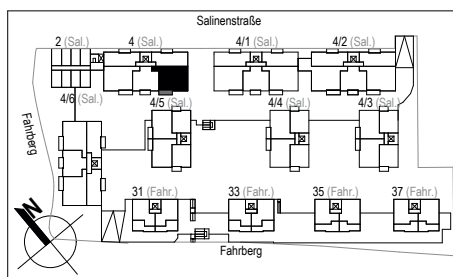 Salinenstraße
2 (Sal.)
4 (Sal.)
4/1 (Sal.)
4/2 (Sal.)
4/6 (Sal.)
4/5 (Sal.)
4/4 (Sal.)
4/3 (Sal.)
Fahrberg
31 (Fahr.)
33 (Fahr.)
35 (Fahr.)
37 (Fahr.)
N
Fahrberg